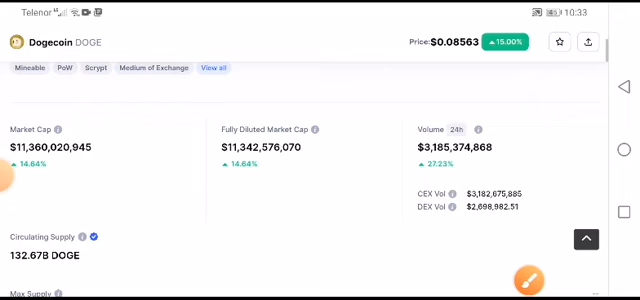 Telenor 10:33
Dogecoin DOGE Price: $0.08563 ▲ 15.00%
Mineable PoW Scrypt Medium of Exchange View all
Market Cap Fully Diluted Market Cap Volume 24h
$11,360,020,945 $11,342,576,070 $3,185,374,868
▲ 14.64% ▲ 14.64% ▲ 27.23%
CEX Vol $3,182,675,885
DEX Vol $2,698,982.51
Circulating Supply
132.67B DOGE
Max Supply